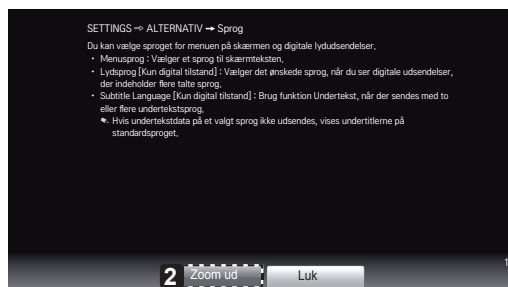 SETTINGS ➾ ALTERNATIV ➙ Sprog
Du kan vælge sproget for menuen på skærmen og digitale lydudsendelser.
• Menusprog : Vælger et sprog til skærmteksten.
• Lydsprog [Kun digital tilstand] : Vælger det ønskede sprog, når du ser digitale udsendelser,
der indeholder flere talte sprog.
• Subtitle Language [Kun digital tilstand] : Brug funktion Undertekst, når der sendes med to
eller flere undertekstsprog.
✎ Hvis undertekstdata på et valgt sprog ikke udsendes, vises undertitlerne på
standardsproget.
1
2 Zoom ud Luk